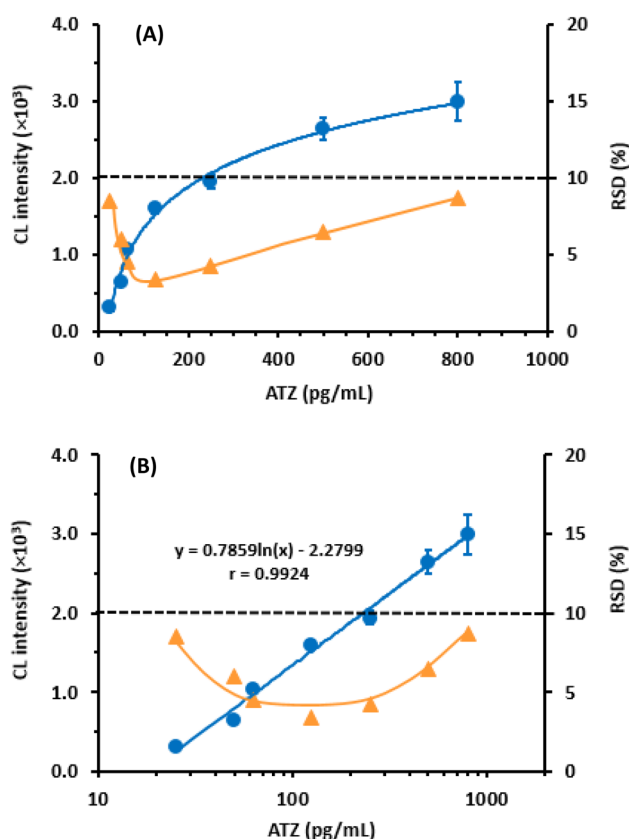 (A)
4.0
3.0
2.0
1.0
0.0
CL intensity (×10³)
20
15
10
5
0
RSD (%)
0
200
400
600
800
1000
ATZ (pg/mL)
(B)
y = 0.7859ln(x) - 2.2799
r = 0.9924
4.0
3.0
2.0
1.0
0.0
CL intensity (×10³)
20
15
10
5
0
RSD (%)
10
100
1000
ATZ (pg/mL)